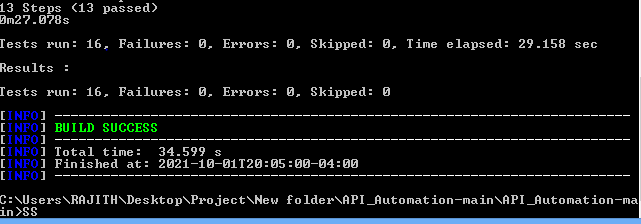 13 Steps (13 passed)
0m27.078s
Tests run: 16, Failures: 0, Errors: 0, Skipped: 0, Time elapsed: 29.158 sec
Results :
Tests run: 16, Failures: 0, Errors: 0, Skipped: 0
[INFO] ------------------------------------------------------------------------
[INFO] BUILD SUCCESS
[INFO] ------------------------------------------------------------------------
[INFO] Total time:  34.599 s
[INFO] Finished at: 2021-10-01T20:05:00-04:00
[INFO] ------------------------------------------------------------------------
C:\Users\RAJITH\Desktop\Project\New folder\API_Automation-main\API_Automation-ma
in>SS